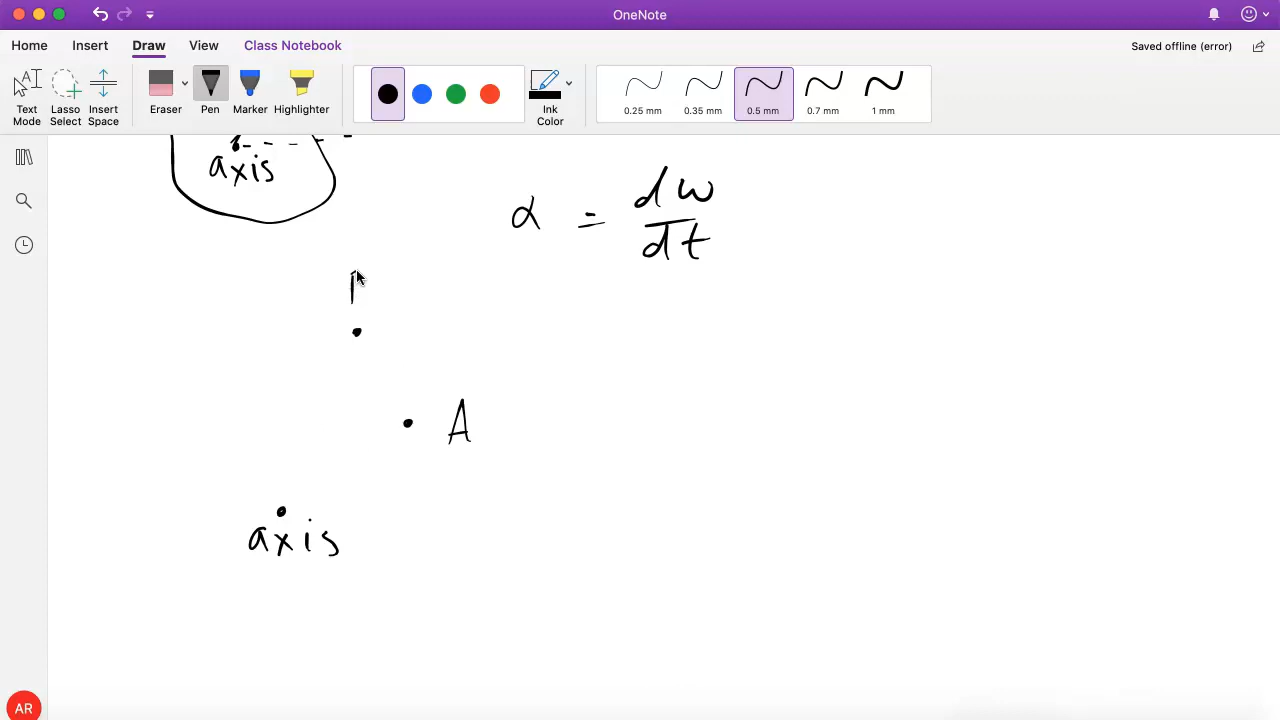 OneNote
Home Insert Draw View Class Notebook
Saved offline (error)
Text Mode
Lasso Select
Insert Space
Eraser
Pen
Marker
Highlighter
Ink Color
0.25 mm
0.35 mm
0.5 mm
0.7 mm
1 mm
axis
α = dω
dt
A
axis
AR